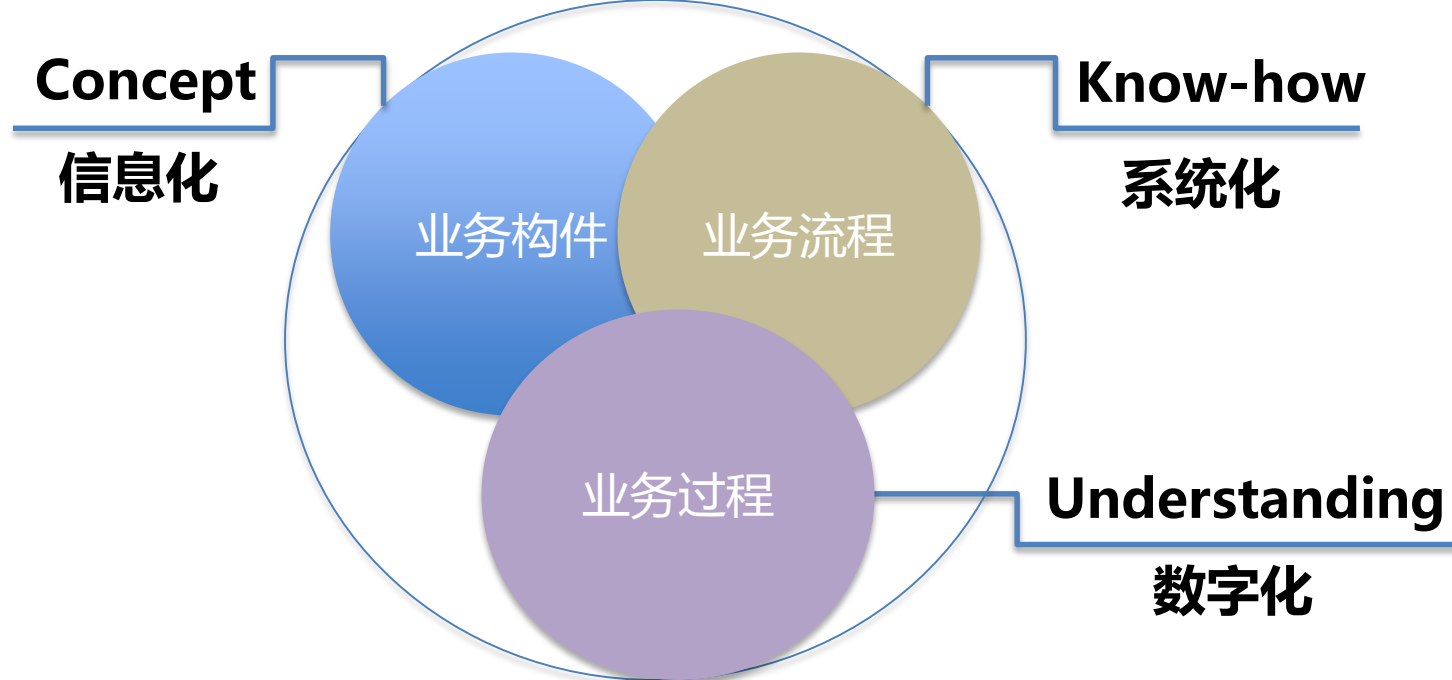 Concept
信息化
Know-how
系统化
业务构件
业务流程
业务过程
Understanding
数字化